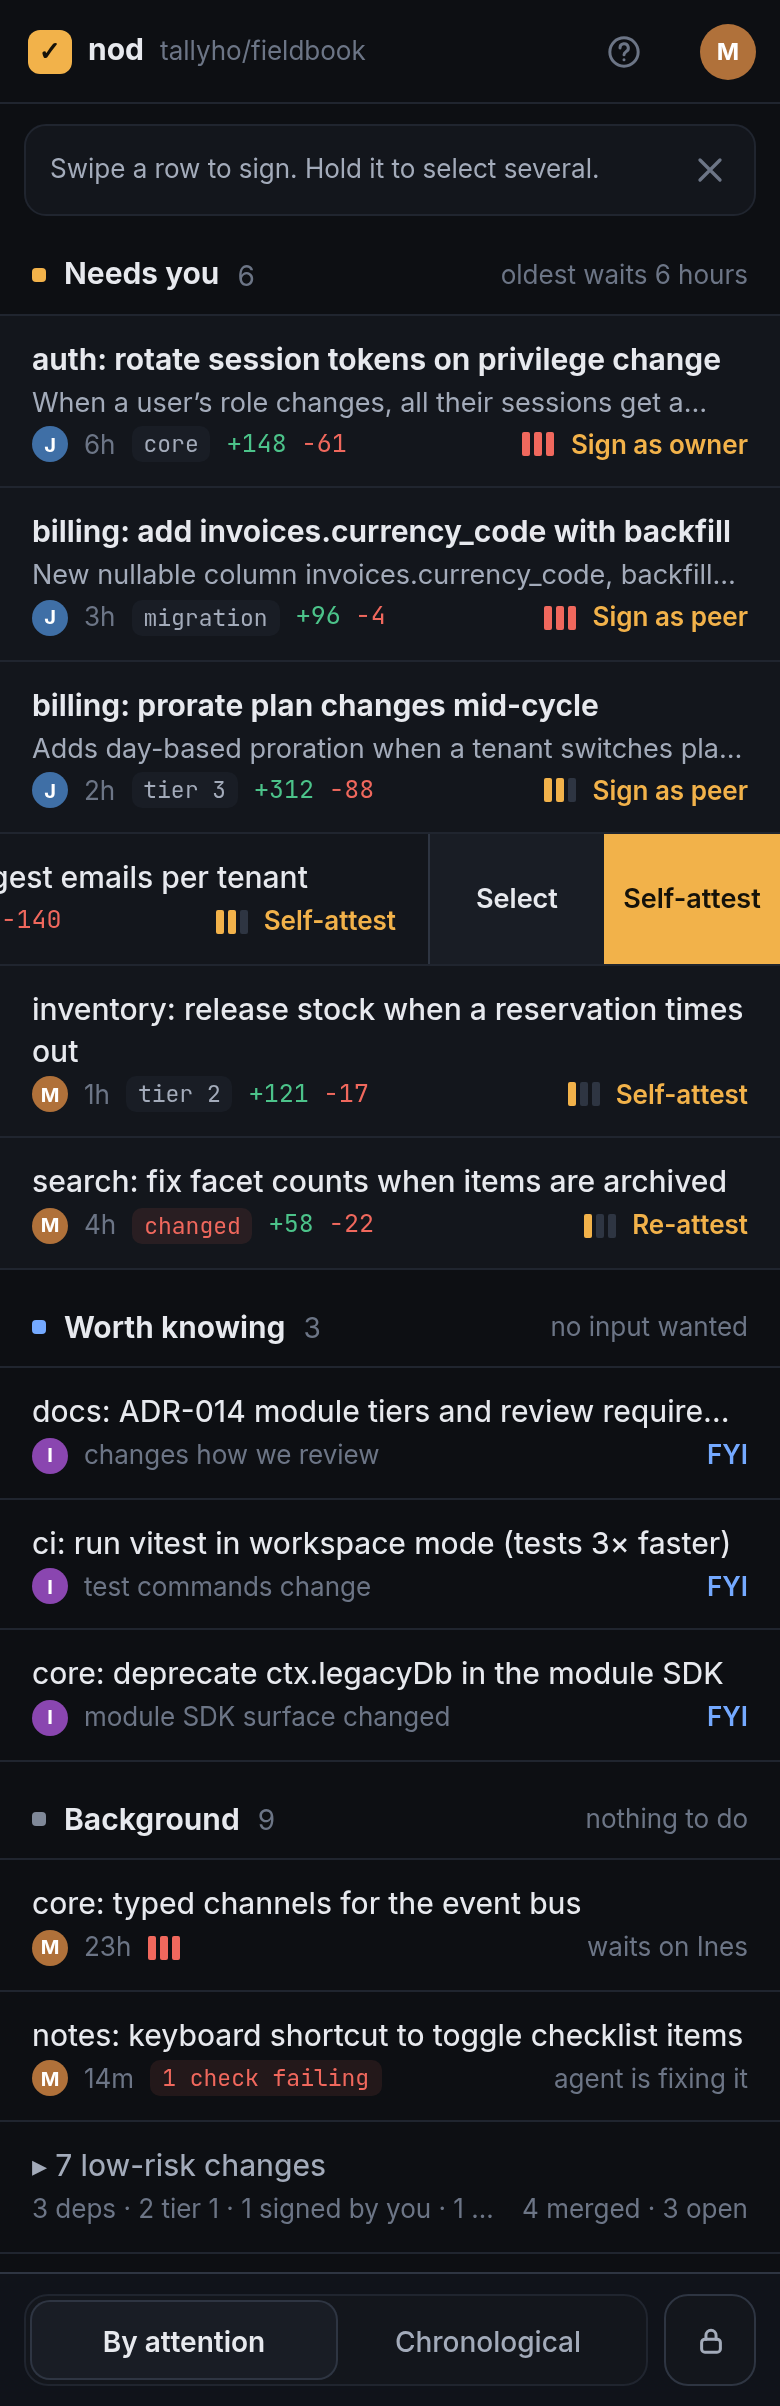 ✓ nod tallyho/fieldbook M
Swipe a row to sign. Hold it to select several.
Needs you 6 oldest waits 6 hours
auth: rotate session tokens on privilege change
When a user’s role changes, all their sessions get a...
J 6h core +148 -61 Sign as owner
billing: add invoices.currency_code with backfill
New nullable column invoices.currency_code, backfill...
J 3h migration +96 -4 Sign as peer
billing: prorate plan changes mid-cycle
Adds day-based proration when a tenant switches pla...
J 2h tier 3 +312 -88 Sign as peer
gest emails per tenant
-140 Self-attest Select Self-attest
inventory: release stock when a reservation times
out
M 1h tier 2 +121 -17 Self-attest
search: fix facet counts when items are archived
M 4h changed +58 -22 Re-attest
Worth knowing 3 no input wanted
docs: ADR-014 module tiers and review require...
I changes how we review FYI
ci: run vitest in workspace mode (tests 3× faster)
I test commands change FYI
core: deprecate ctx.legacyDb in the module SDK
I module SDK surface changed FYI
Background 9 nothing to do
core: typed channels for the event bus
M 23h waits on Ines
notes: keyboard shortcut to toggle checklist items
M 14m 1 check failing agent is fixing it
▸ 7 low-risk changes
3 deps · 2 tier 1 · 1 signed by you · 1 ... 4 merged · 3 open
By attention Chronological